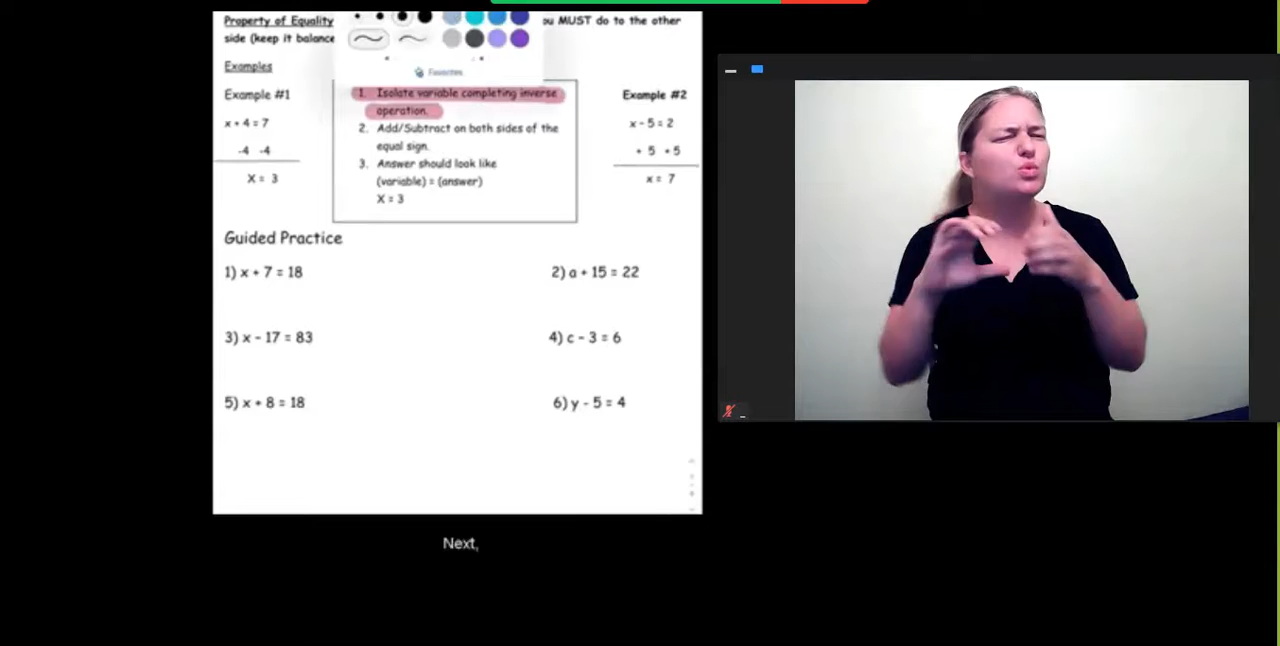 Property of Equality
ou MUST do to the other
side (keep it balance
Examples
Example #1
x + 4 = 7
-4 -4
X = 3
Favorites
1. Isolate variable completing inverse
operation.
2. Add/Subtract on both sides of the
equal sign.
3. Answer should look like
(variable) = (answer)
X = 3
Example #2
x - 5 = 2
+ 5 + 5
x = 7
Guided Practice
1) x + 7 = 18
2) a + 15 = 22
3) x - 17 = 83
4) c - 3 = 6
5) x + 8 = 18
6) y - 5 = 4
Next,